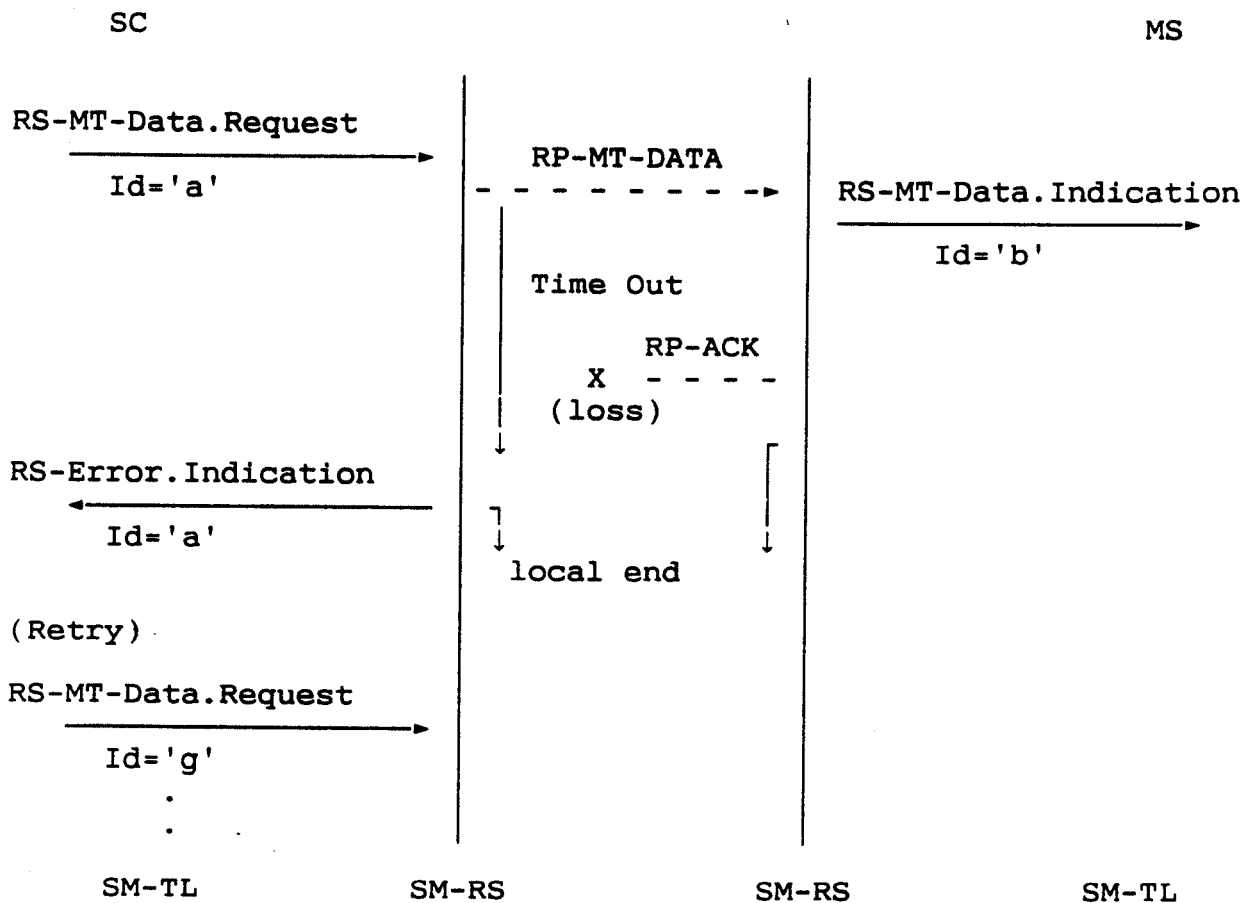 SC
MS
RS-MT-Data.Request
Id='a'
RP-MT-DATA
RS-MT-Data.Indication
Id='b'
Time Out
RP-ACK
X
(loss)
RS-Error.Indication
Id='a'
local end
(Retry)
RS-MT-Data.Request
Id='g'
SM-TL
SM-RS
SM-RS
SM-TL